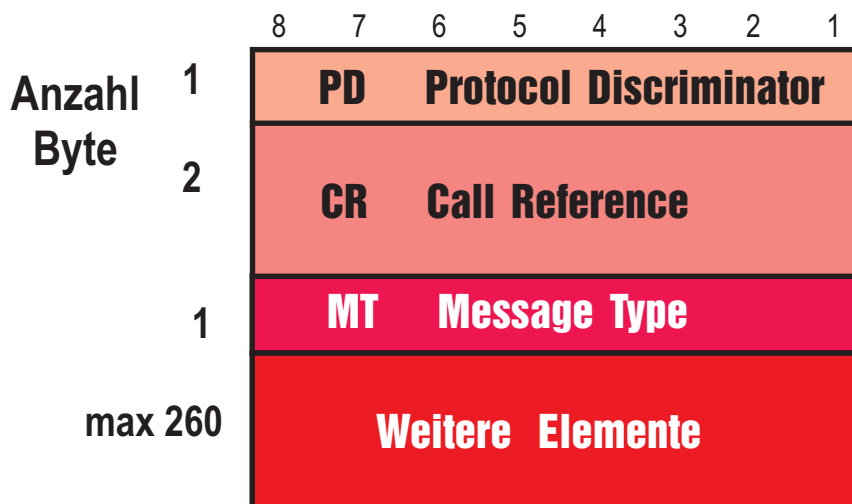 8 7 6 5 4 3 2 1
Anzahl Byte
1 PD Protocol Discriminator
2 CR Call Reference
1 MT Message Type
max 260 Weitere Elemente